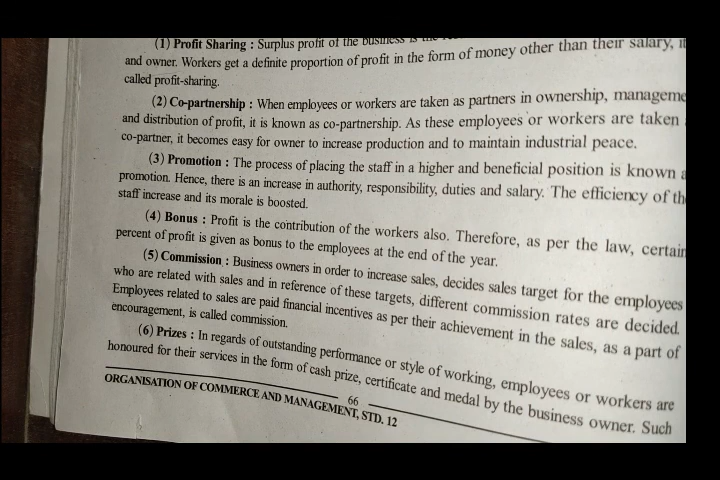 (1) Profit Sharing : Surplus profit of the business is the
and owner. Workers get a definite proportion of profit in the form of money other than their salary, i
called profit-sharing.
(2) Co-partnership : When employees or workers are taken as partners in ownership, manageme
and distribution of profit, it is known as co-partnership. As these employees or workers are taken
co-partner, it becomes easy for owner to increase production and to maintain industrial peace.
(3) Promotion : The process of placing the staff in a higher and beneficial position is known a
promotion. Hence, there is an increase in authority, responsibility, duties and salary. The efficiency of th
staff increase and its morale is boosted.
(4) Bonus : Profit is the contribution of the workers also. Therefore, as per the law, certain
percent of profit is given as bonus to the employees at the end of the year.
(5) Commission : Business owners in order to increase sales, decides sales target for the employees
who are related with sales and in reference of these targets, different commission rates are decided.
Employees related to sales are paid financial incentives as per their achievement in the sales, as a part of
encouragement, is called commission.
(6) Prizes : In regards of outstanding performance or style of working, employees or workers are
honoured for their services in the form of cash prize, certificate and medal by the business owner. Such
66
ORGANISATION OF COMMERCE AND MANAGEMENT, STD. 12